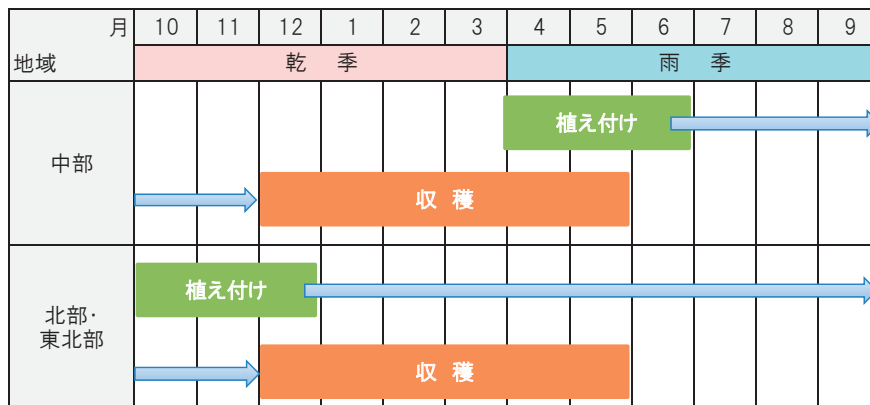 月 10 11 12 1 2 3 4 5 6 7 8 9
地域 乾季 雨季
中部
植え付け
収穫
北部・
東北部
植え付け
収穫